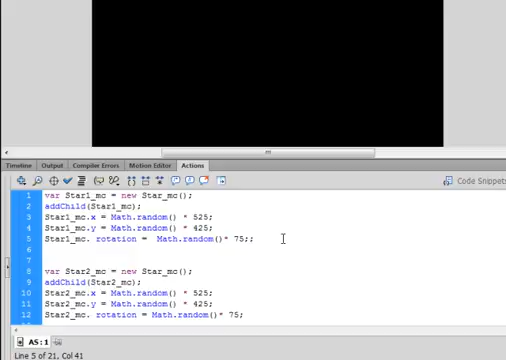 Timeline Output Compiler Errors Motion Editor Actions
Code Snippets
1 var Star1_mc = new Star_mc();
2 addChild(Star1_mc);
3 Star1_mc.x = Math.random() * 525;
4 Star1_mc.y = Math.random() * 425;
5 Star1_mc. rotation =  Math.random()* 75;;
6
7
8 var Star2_mc = new Star_mc();
9 addChild(Star2_mc);
10 Star2_mc.x = Math.random() * 525;
11 Star2_mc.y = Math.random() * 425;
12 Star2_mc. rotation = Math.random()* 75;
AS:1
Line 5 of 21, Col 41